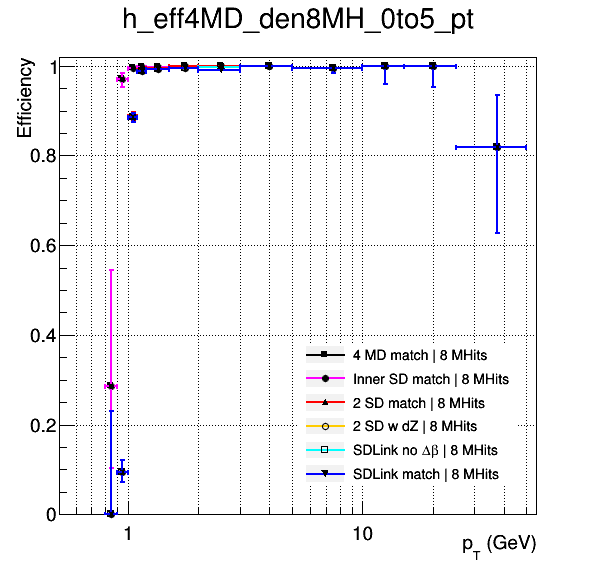 h_eff4MD_den8MH_0to5_pt
Efficiency
1
0.8
0.6
0.4
0.2
0
4 MD match | 8 MHits
Inner SD match | 8 MHits
2 SD match | 8 MHits
2 SD w dZ | 8 MHits
SDLink no Δβ | 8 MHits
SDLink match | 8 MHits
1 10
p_T (GeV)